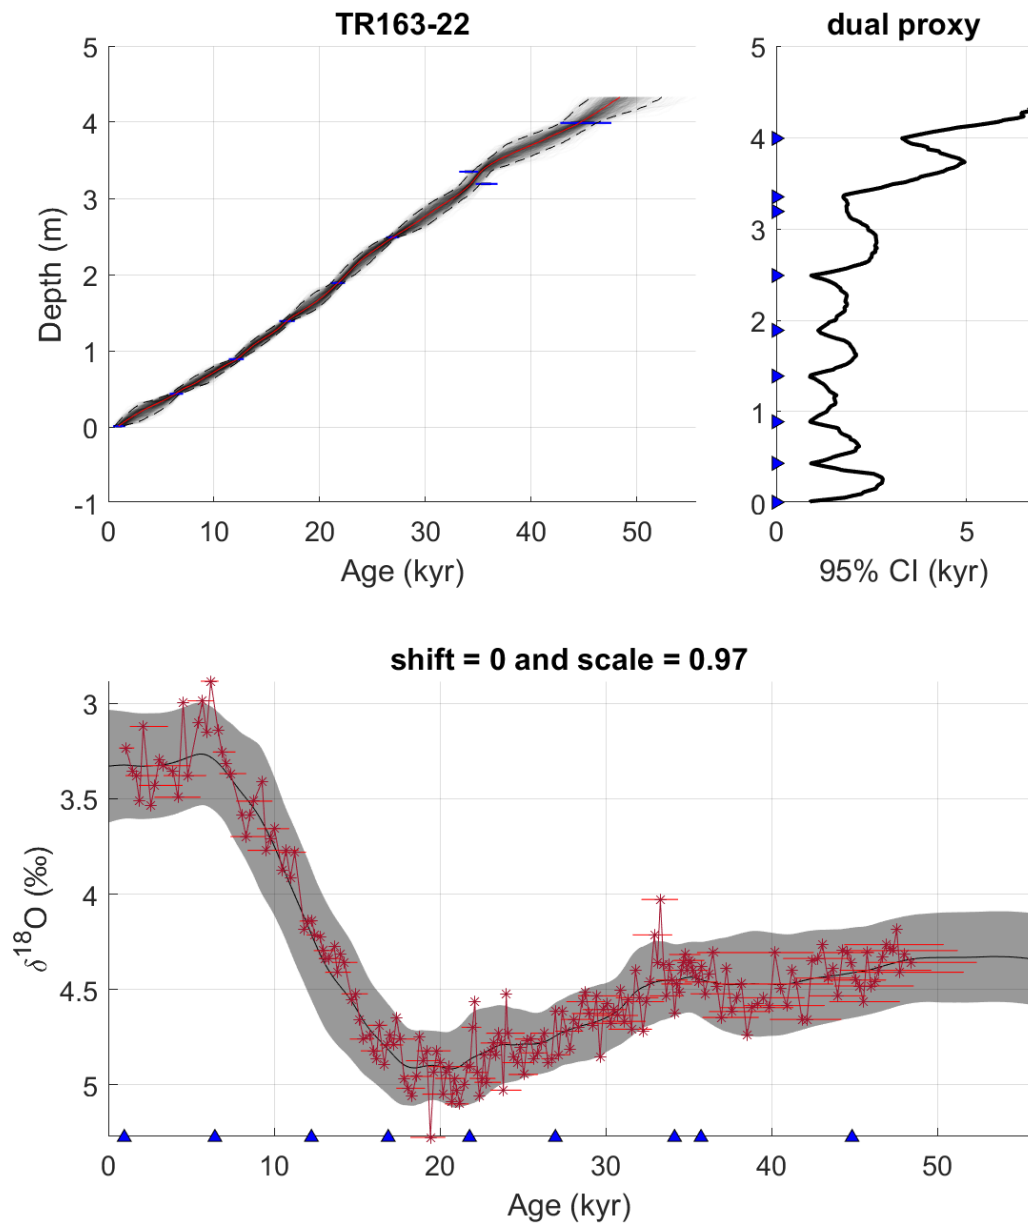 TR163-22
dual proxy
5
4
3
2
1
0
-1
Depth (m)
0 10 20 30 40 50
Age (kyr)
5
4
3
2
1
0
0 5
95% CI (kyr)
shift = 0 and scale = 0.97
3
3.5
4
4.5
5
δ¹⁸O (‰)
0 10 20 30 40 50
Age (kyr)